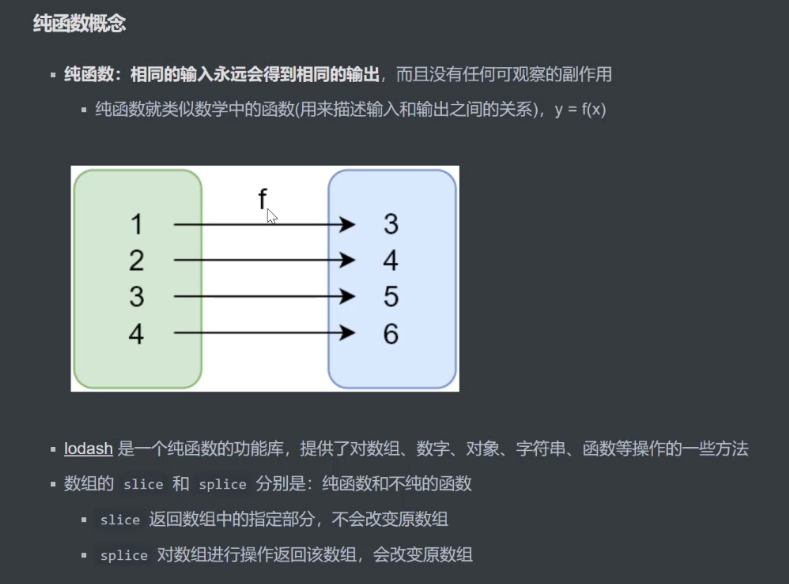 纯函数概念
纯函数：相同的输入永远会得到相同的输出，而且没有任何可观察的副作用
纯函数就类似数学中的函数(用来描述输入和输出之间的关系)，y = f(x)
f
1 3
2 4
3 5
4 6
lodash 是一个纯函数的功能库，提供了对数组、数字、对象、字符串、函数等操作的一些方法
数组的 slice 和 splice 分别是：纯函数和不纯的函数
slice 返回数组中的指定部分，不会改变原数组
splice 对数组进行操作返回该数组，会改变原数组